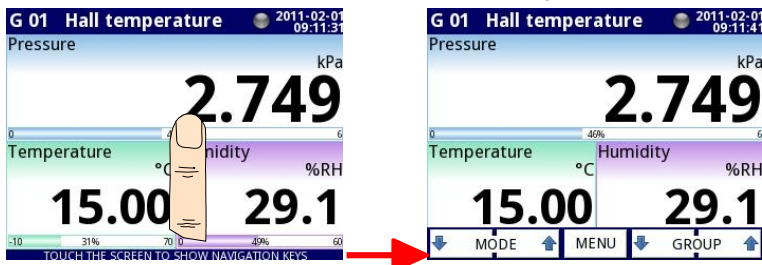 G 01 Hall temperature 2011-02-01
09:11:31
Pressure
kPa
2.749
0 6
Temperature
°C
%RH
15.00 29.1
-10 31% 70 0 49% 60
TOUCH THE SCREEN TO SHOW NAVIGATION KEYS
G 01 Hall temperature 2011-02-01
09:11:41
Pressure
kPa
2.749
0 46% 6
Temperature Humidity
°C %RH
15.00 29.1
MODE MENU GROUP